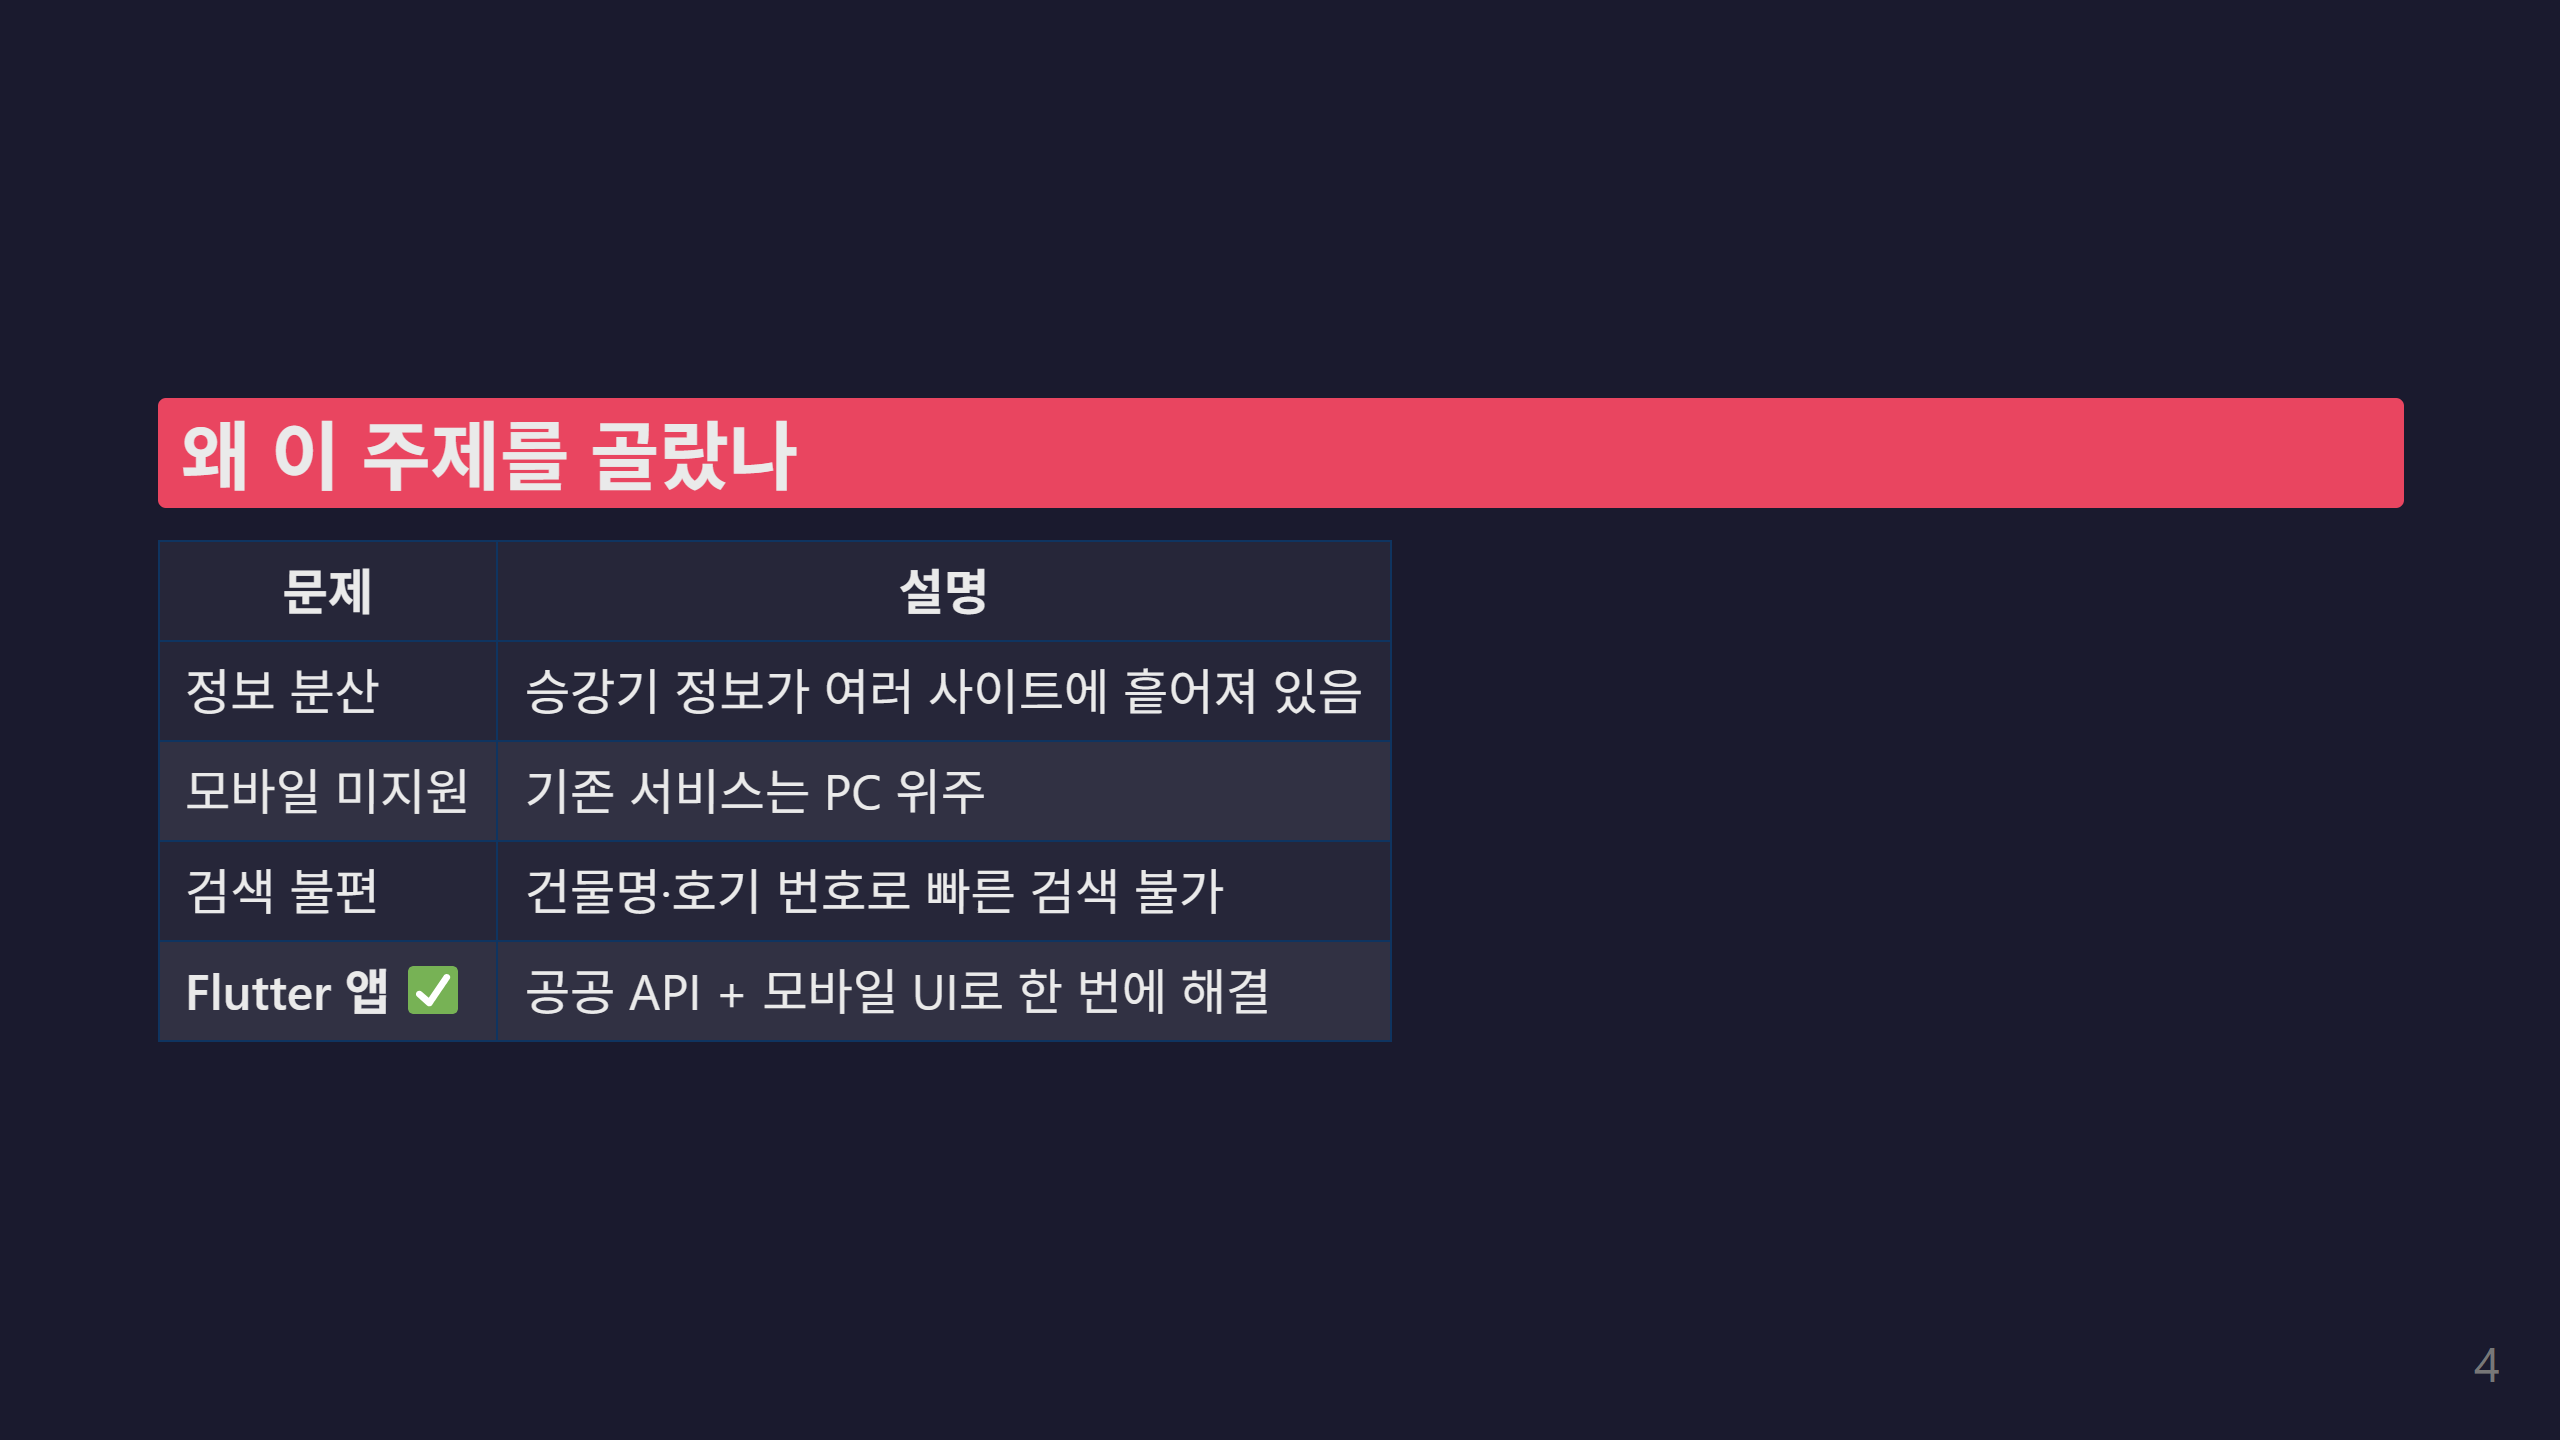 왜 이 주제를 골랐나
문제 설명
정보 분산 승강기 정보가 여러 사이트에 흩어져 있음
모바일 미지원 기존 서비스는 PC 위주
검색 불편 건물명·호기 번호로 빠른 검색 불가
Flutter 앱 ✅ 공공 API + 모바일 UI로 한 번에 해결
4